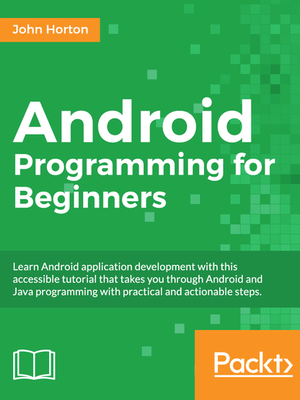 John Horton
Android
Programming for
Beginners
Learn Android application development with this
accessible tutorial that takes you through Android and
Java programming with practical and actionable steps.
Packt>